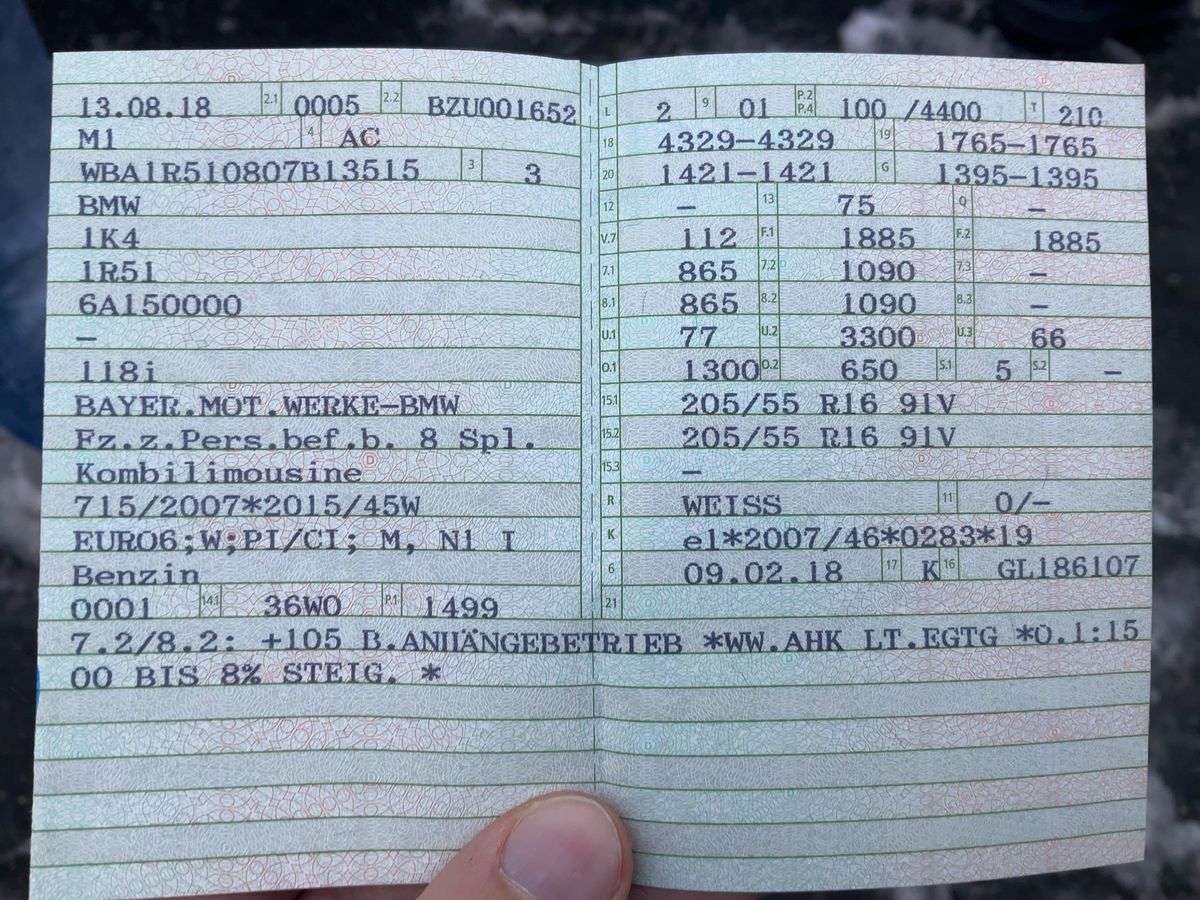 13.08.18 2.1 0005 2.2 BZU001652 L 2 9 01 P.2 P.4 100 /4400 T 210
M1 4 AC 18 4329-4329 19 1765-1765
WBA1R510807B13515 3 3 20 1421-1421 G 1395-1395
BMW 12 - 13 75 Q -
1K4 V.7 112 F.1 1885 F.2 1885
1R51 7.1 865 7.2 1090 7.3 -
6A150000 8.1 865 8.2 1090 8.3 -
- U.1 77 U.2 3300 U.3 66
118i O.1 1300 O.2 650 S.1 5 S.2 -
BAYER.MOT.WERKE-BMW 15.1 205/55 R16 91V
Fz.z.Pers.bef.b. 8 Spl. 15.2 205/55 R16 91V
Kombilimousine 15.3 -
715/2007*2015/45W R WEISS 11 0/-
EURO6;W;PI/CI; M, N1 I K e1*2007/46*0283*19
Benzin 6 09.02.18 17 K 16 GL186107
0001 14.1 36W0 P.1 1499 21
7.2/8.2: +105 B.ANHÄNGEBETRIEB *WW.AHK LT.EGTG *O.1:15
00 BIS 8% STEIG. *